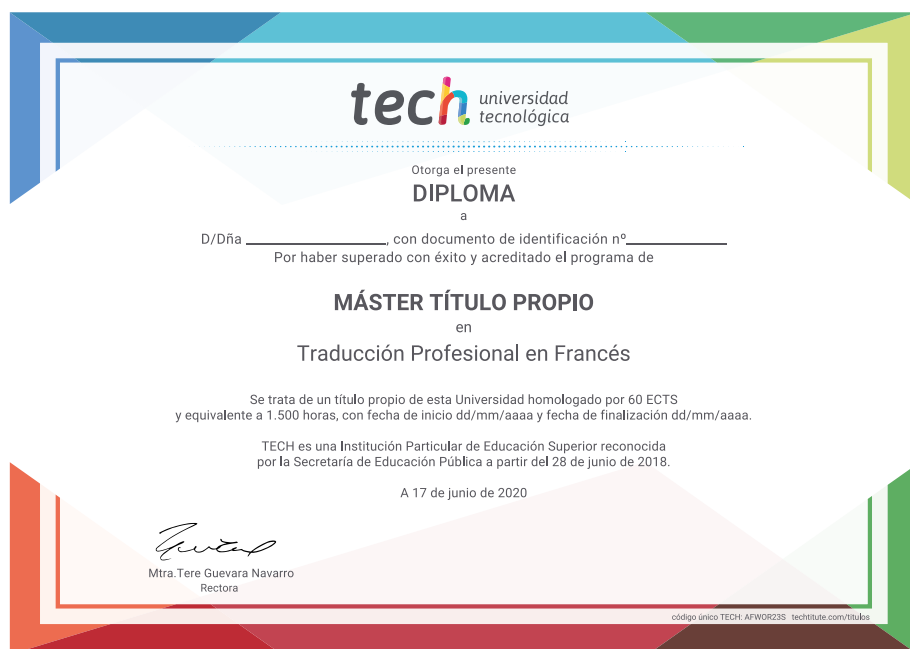 tech universidad
tecnológica
Otorga el presente
DIPLOMA
a
D/Dña ________________, con documento de identificación nº____________
Por haber superado con éxito y acreditado el programa de
MÁSTER TÍTULO PROPIO
en
Traducción Profesional en Francés
Se trata de un título propio de esta Universidad homologado por 60 ECTS
y equivalente a 1.500 horas, con fecha de inicio dd/mm/aaaa y fecha de finalización dd/mm/aaaa.
TECH es una Institución Particular de Educación Superior reconocida
por la Secretaría de Educación Pública a partir del 28 de junio de 2018.
A 17 de junio de 2020
Mtra.Tere Guevara Navarro
Rectora
código único TECH: AFWOR23S techtitute.com/titulos